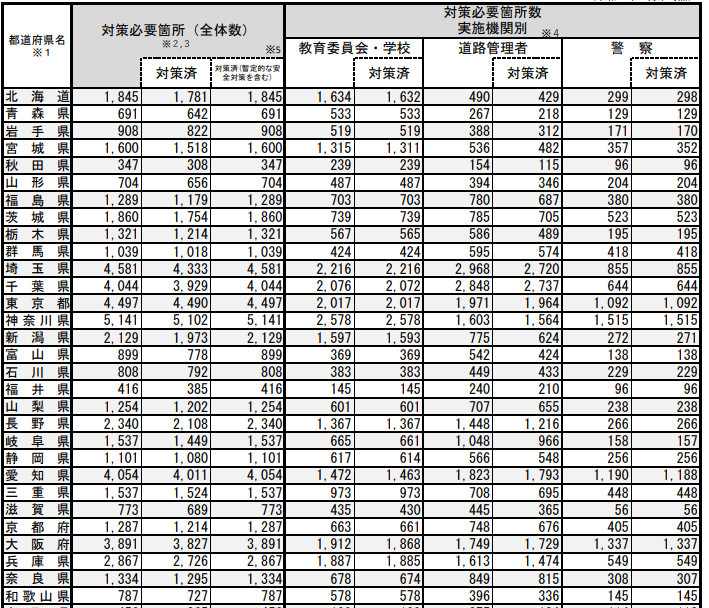 対策必要箇所数
対策必要箇所（全体数） 実施機関別 ※4
都道府県名 ※2,3 ※5 教育委員会・学校 道路管理者 警 察
※1 対策済 対策済(暫定的な安全対策を含む) 対策済 対策済 対策済
北海道 1,845 1,781 1,845 1,634 1,632 490 429 299 298
青森県 691 642 691 533 533 267 218 129 129
岩手県 908 822 908 519 519 388 312 171 170
宮城県 1,600 1,518 1,600 1,315 1,311 536 482 357 352
秋田県 347 308 347 239 239 154 115 96 96
山形県 704 656 704 487 487 394 346 204 204
福島県 1,289 1,179 1,289 703 703 780 687 380 380
茨城県 1,860 1,754 1,860 739 739 785 705 523 523
栃木県 1,321 1,214 1,321 567 565 586 489 195 195
群馬県 1,039 1,018 1,039 424 424 595 574 418 418
埼玉県 4,581 4,333 4,581 2,216 2,216 2,968 2,720 855 855
千葉県 4,044 3,929 4,044 2,076 2,072 2,848 2,737 644 644
東京都 4,497 4,490 4,497 2,017 2,017 1,971 1,964 1,092 1,092
神奈川県 5,141 5,102 5,141 2,578 2,578 1,603 1,564 1,515 1,515
新潟県 2,129 1,973 2,129 1,597 1,593 775 624 272 271
富山県 899 778 899 369 369 542 424 138 138
石川県 808 792 808 383 383 449 433 229 229
福井県 416 385 416 145 145 240 210 96 96
山梨県 1,254 1,202 1,254 601 601 707 655 238 238
長野県 2,340 2,108 2,340 1,367 1,367 1,448 1,216 266 266
岐阜県 1,537 1,449 1,537 665 661 1,048 966 158 157
静岡県 1,101 1,080 1,101 617 614 566 548 256 256
愛知県 4,054 4,011 4,054 1,472 1,463 1,823 1,793 1,190 1,188
三重県 1,537 1,524 1,537 973 973 708 695 448 448
滋賀県 773 689 773 435 430 445 365 56 56
京都府 1,287 1,214 1,287 663 661 748 676 405 405
大阪府 3,891 3,827 3,891 1,912 1,868 1,749 1,729 1,337 1,337
兵庫県 2,867 2,726 2,867 1,887 1,885 1,613 1,474 549 549
奈良県 1,334 1,295 1,334 678 674 849 815 308 307
和歌山県 787 727 787 578 578 396 336 145 145